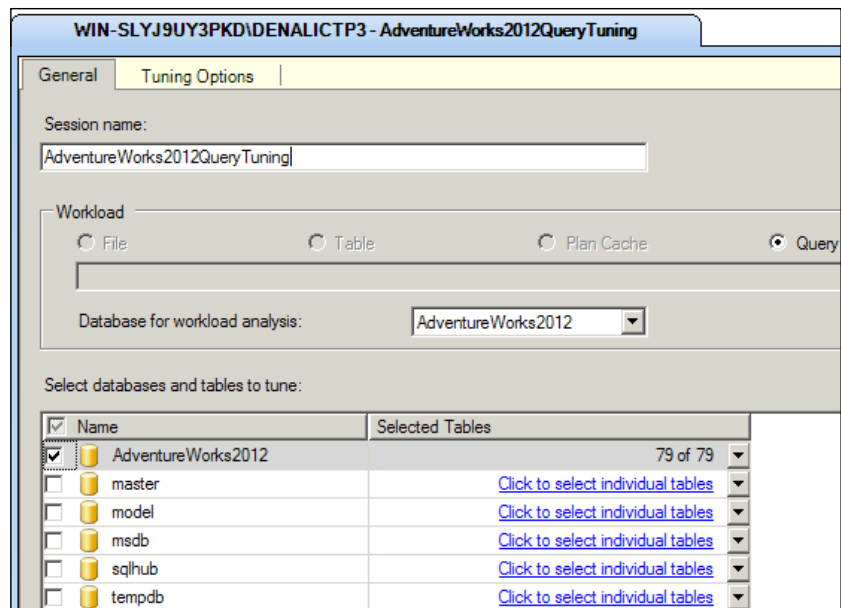 WIN-SLYJ9UY3PKD\DENALICTP3 - AdventureWorks2012QueryTuning
General Tuning Options
Session name:
AdventureWorks2012QueryTuning
Workload
File Table Plan Cache Query
Database for workload analysis: AdventureWorks2012
Select databases and tables to tune:
Name Selected Tables
AdventureWorks2012 79 of 79
master Click to select individual tables
model Click to select individual tables
msdb Click to select individual tables
sqlhub Click to select individual tables
tempdb Click to select individual tables